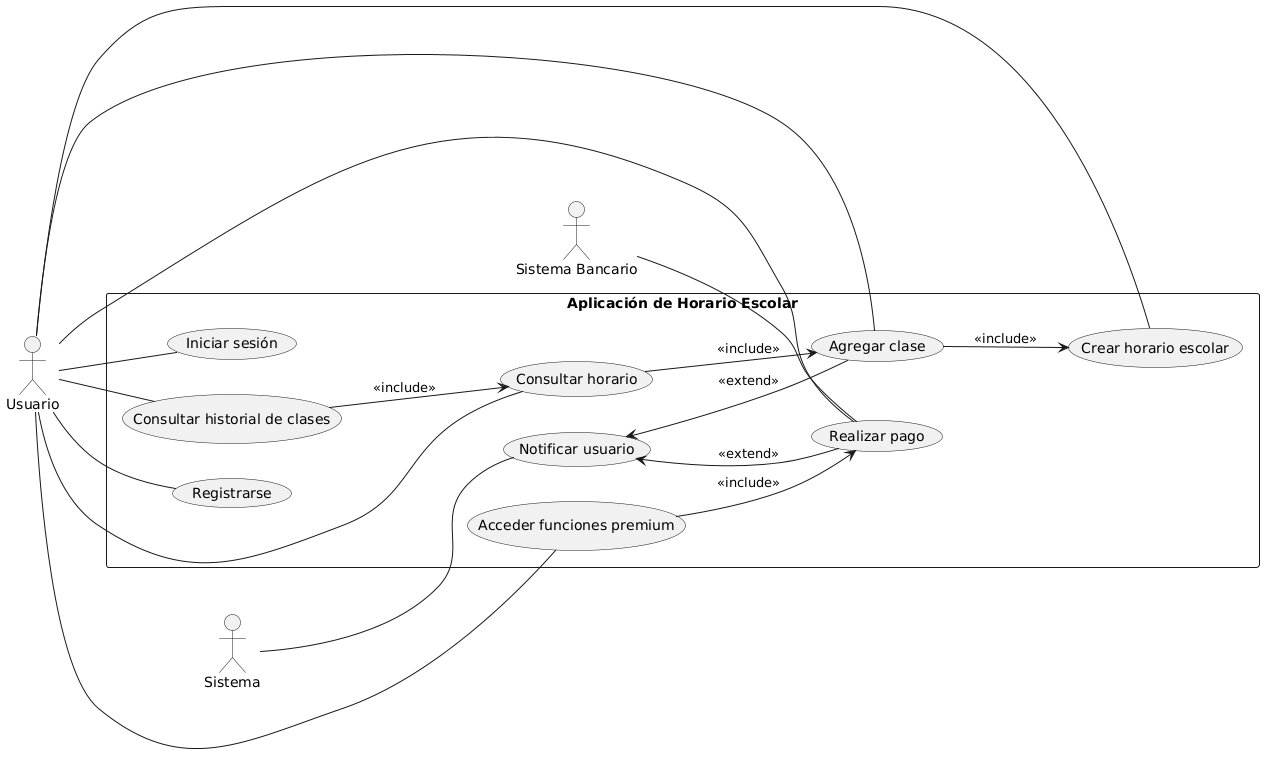 Sistema Bancario
Aplicación de Horario Escolar
Iniciar sesión
«include»
Agregar clase
«include»
Crear horario escolar
Usuario
«include»
Consultar horario
«extend»
Consultar historial de clases
Notificar usuario
«extend»
Realizar pago
«include»
Registrarse
Acceder funciones premium
Sistema